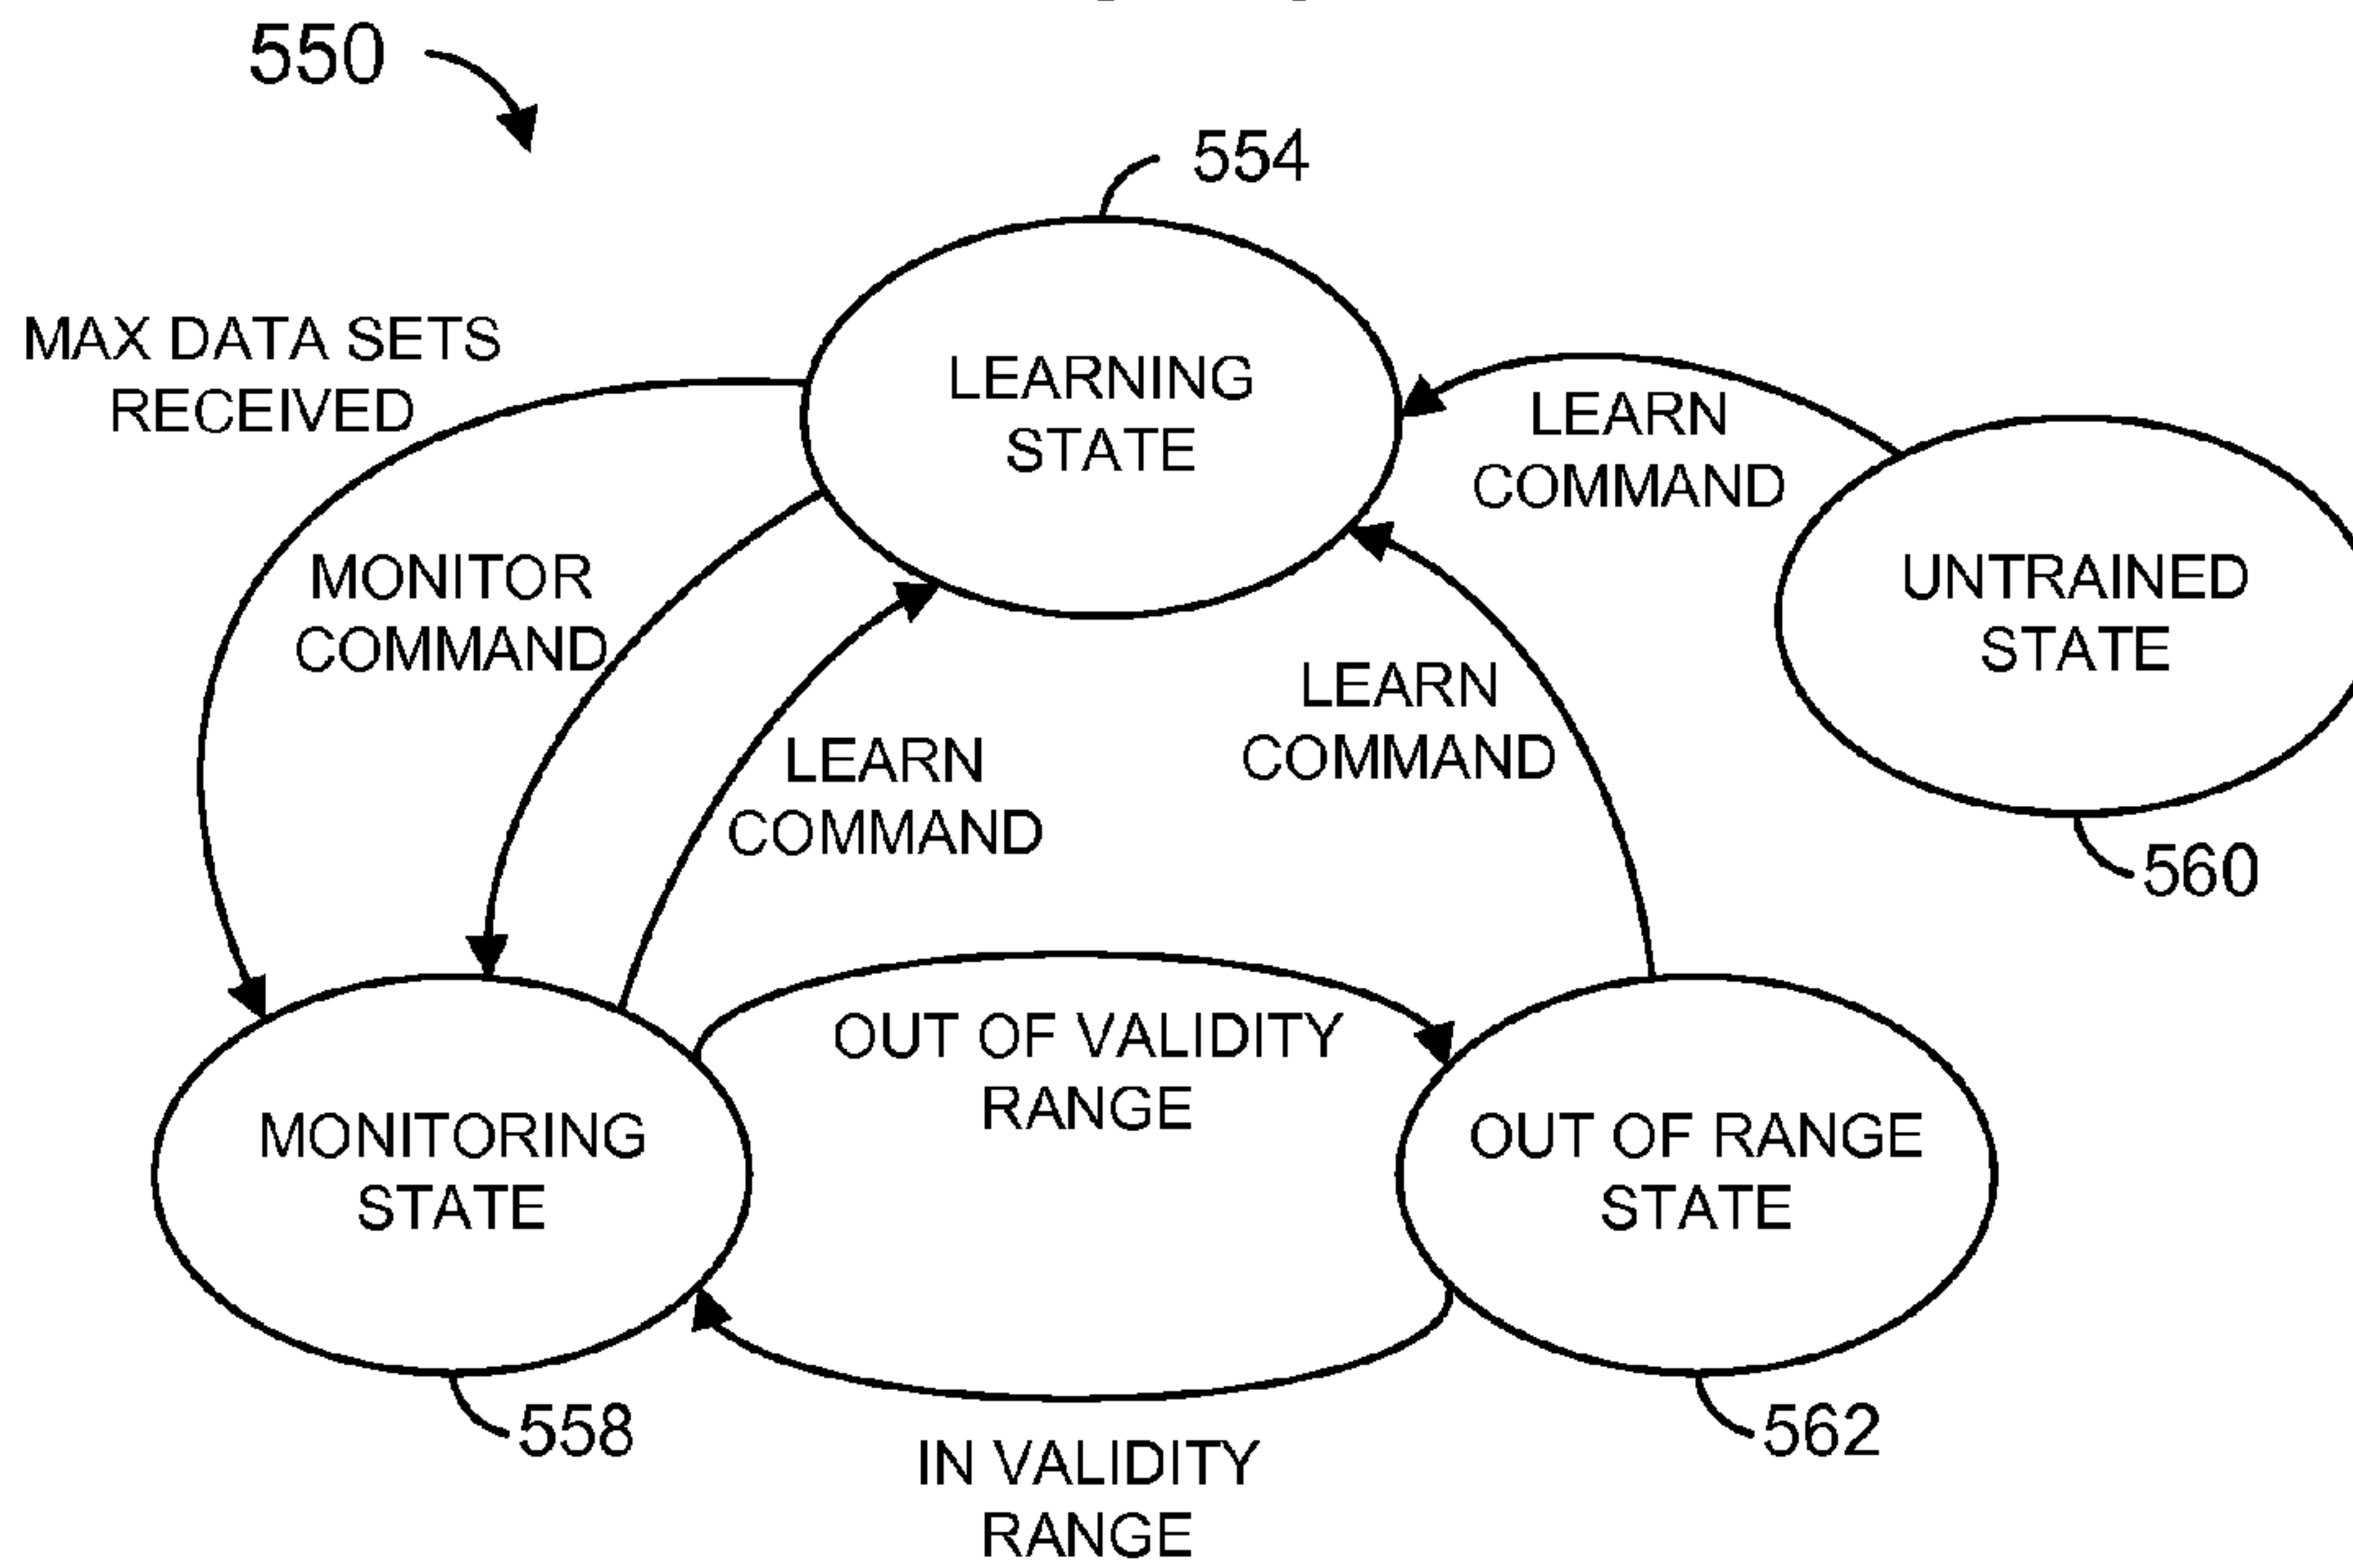 550
554
MAX DATA SETS
RECEIVED
LEARNING
STATE
LEARN
COMMAND
MONITOR
COMMAND
UNTRAINED
STATE
LEARN
COMMAND
LEARN
COMMAND
560
OUT OF VALIDITY
RANGE
MONITORING
STATE
OUT OF RANGE
STATE
558
562
IN VALIDITY
RANGE